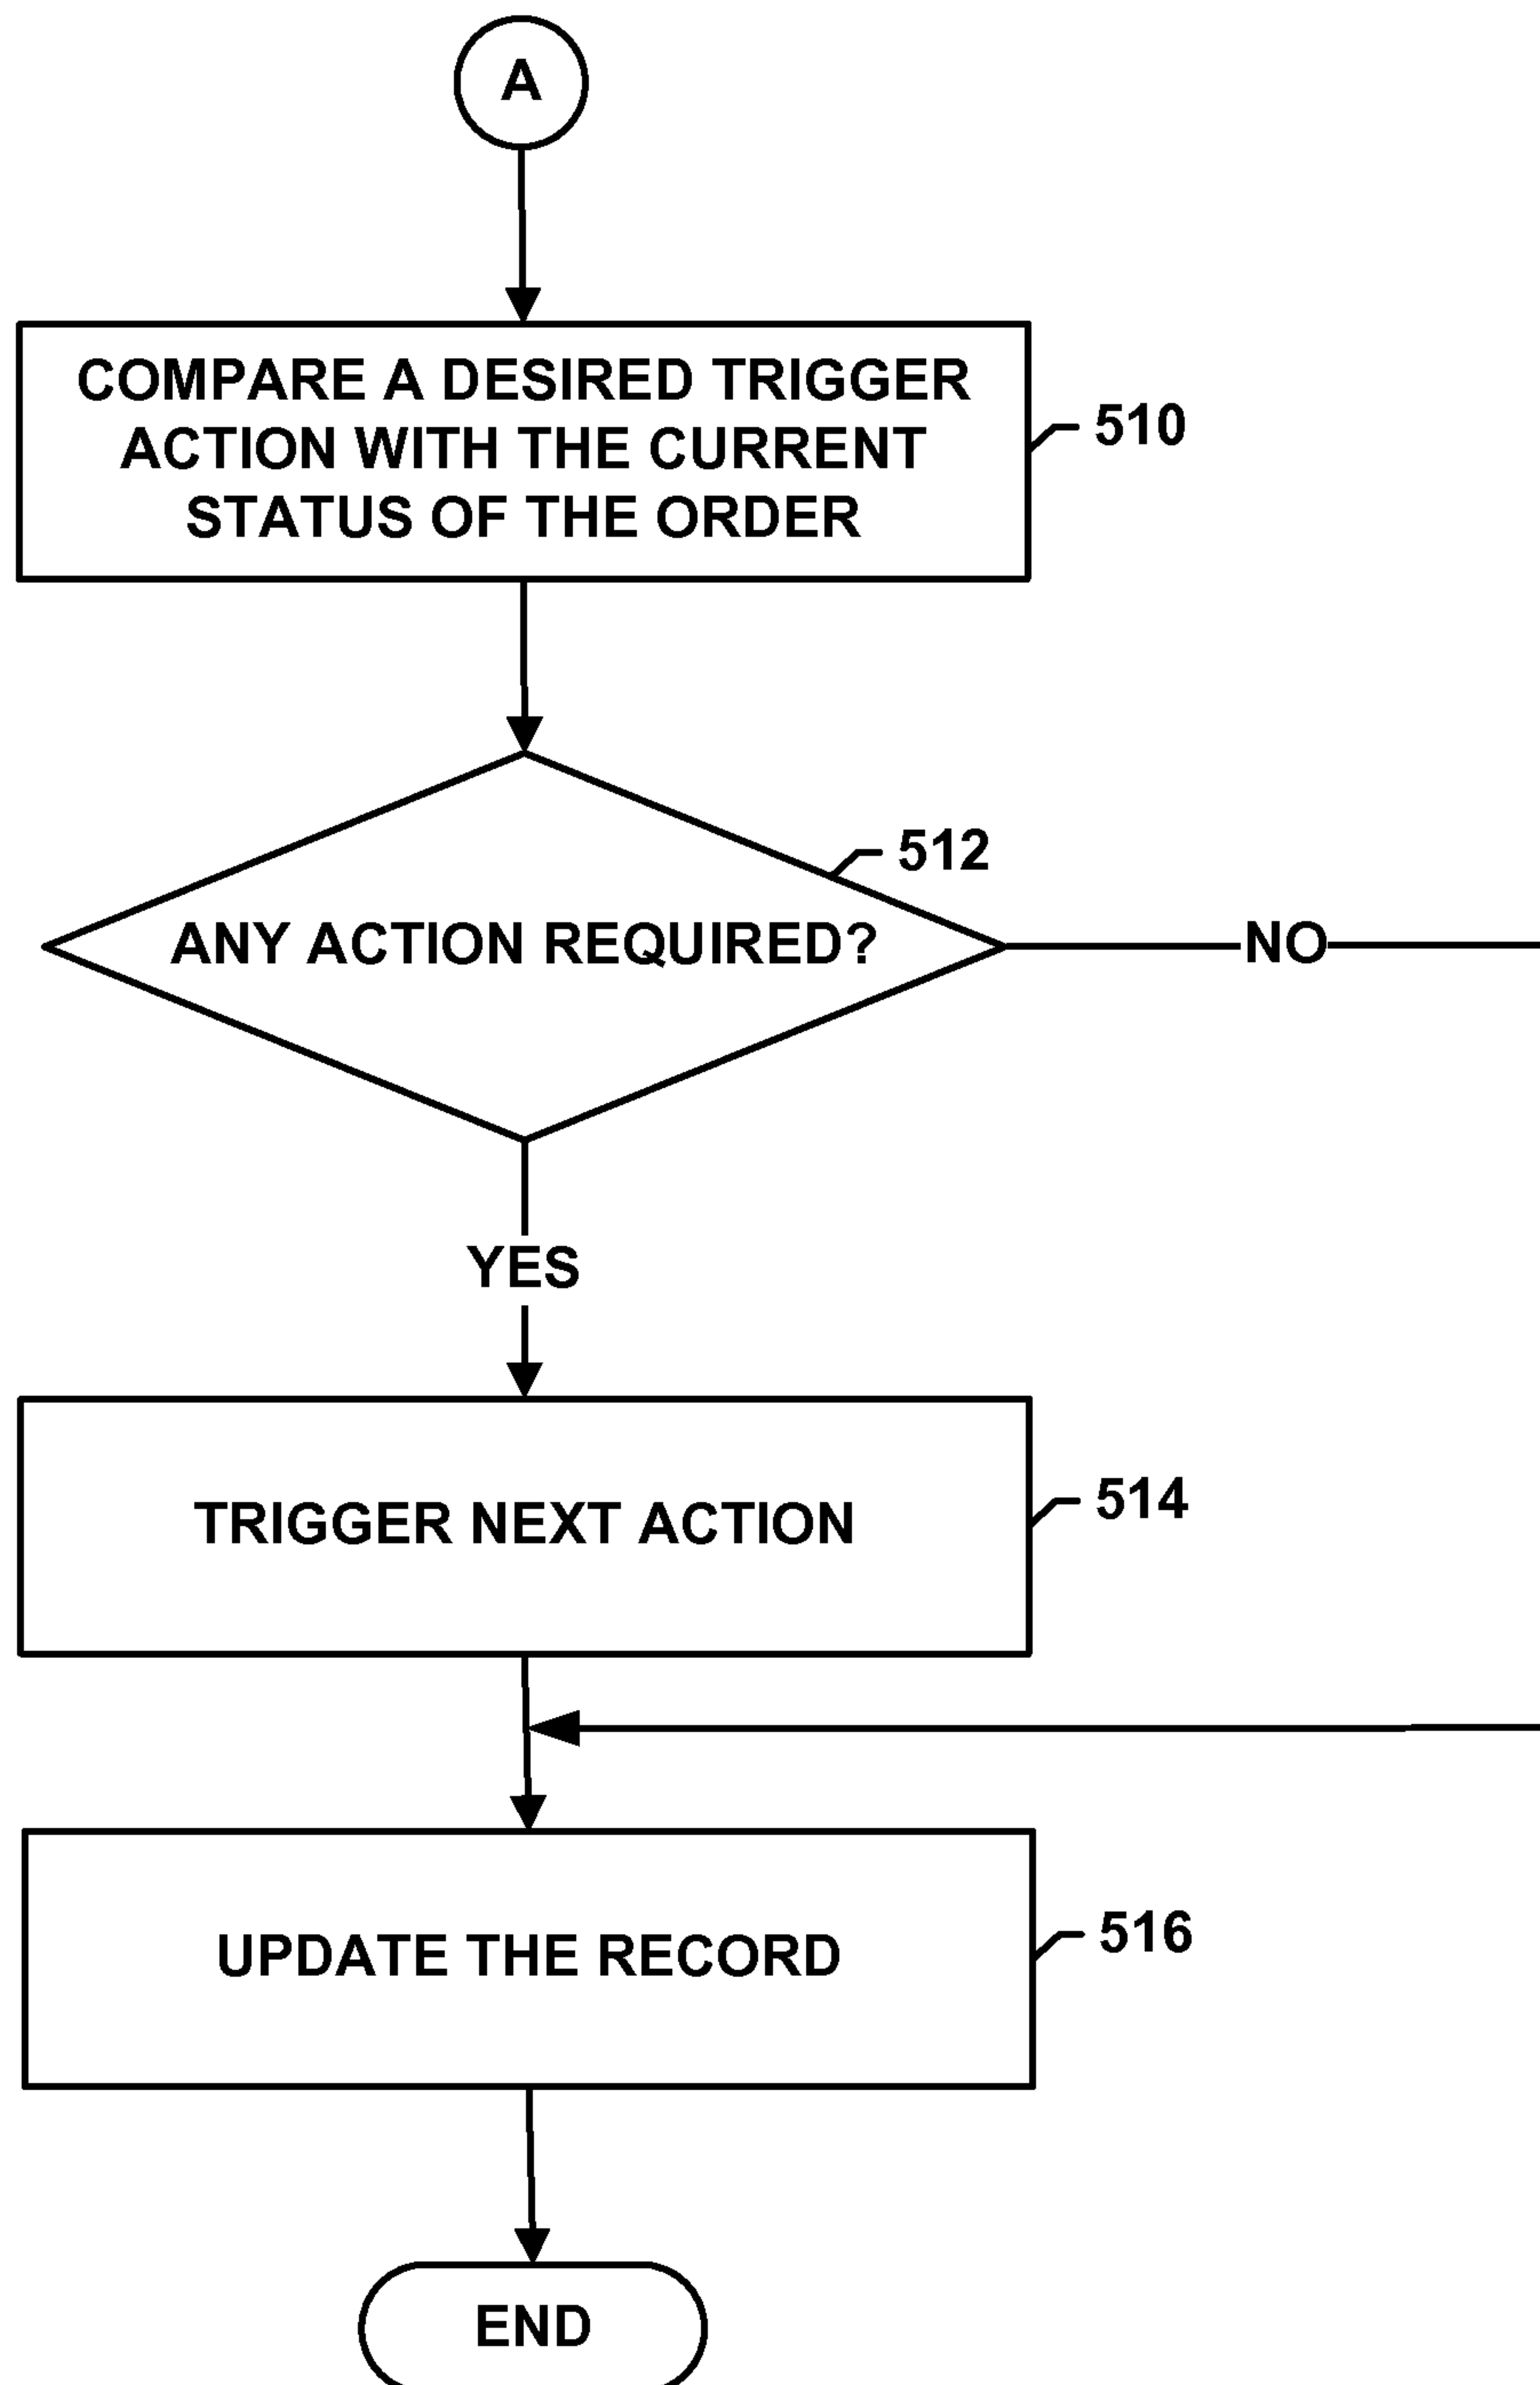 A
COMPARE A DESIRED TRIGGER
ACTION WITH THE CURRENT
STATUS OF THE ORDER
510
512
ANY ACTION REQUIRED?
NO
YES
TRIGGER NEXT ACTION
514
UPDATE THE RECORD
516
END